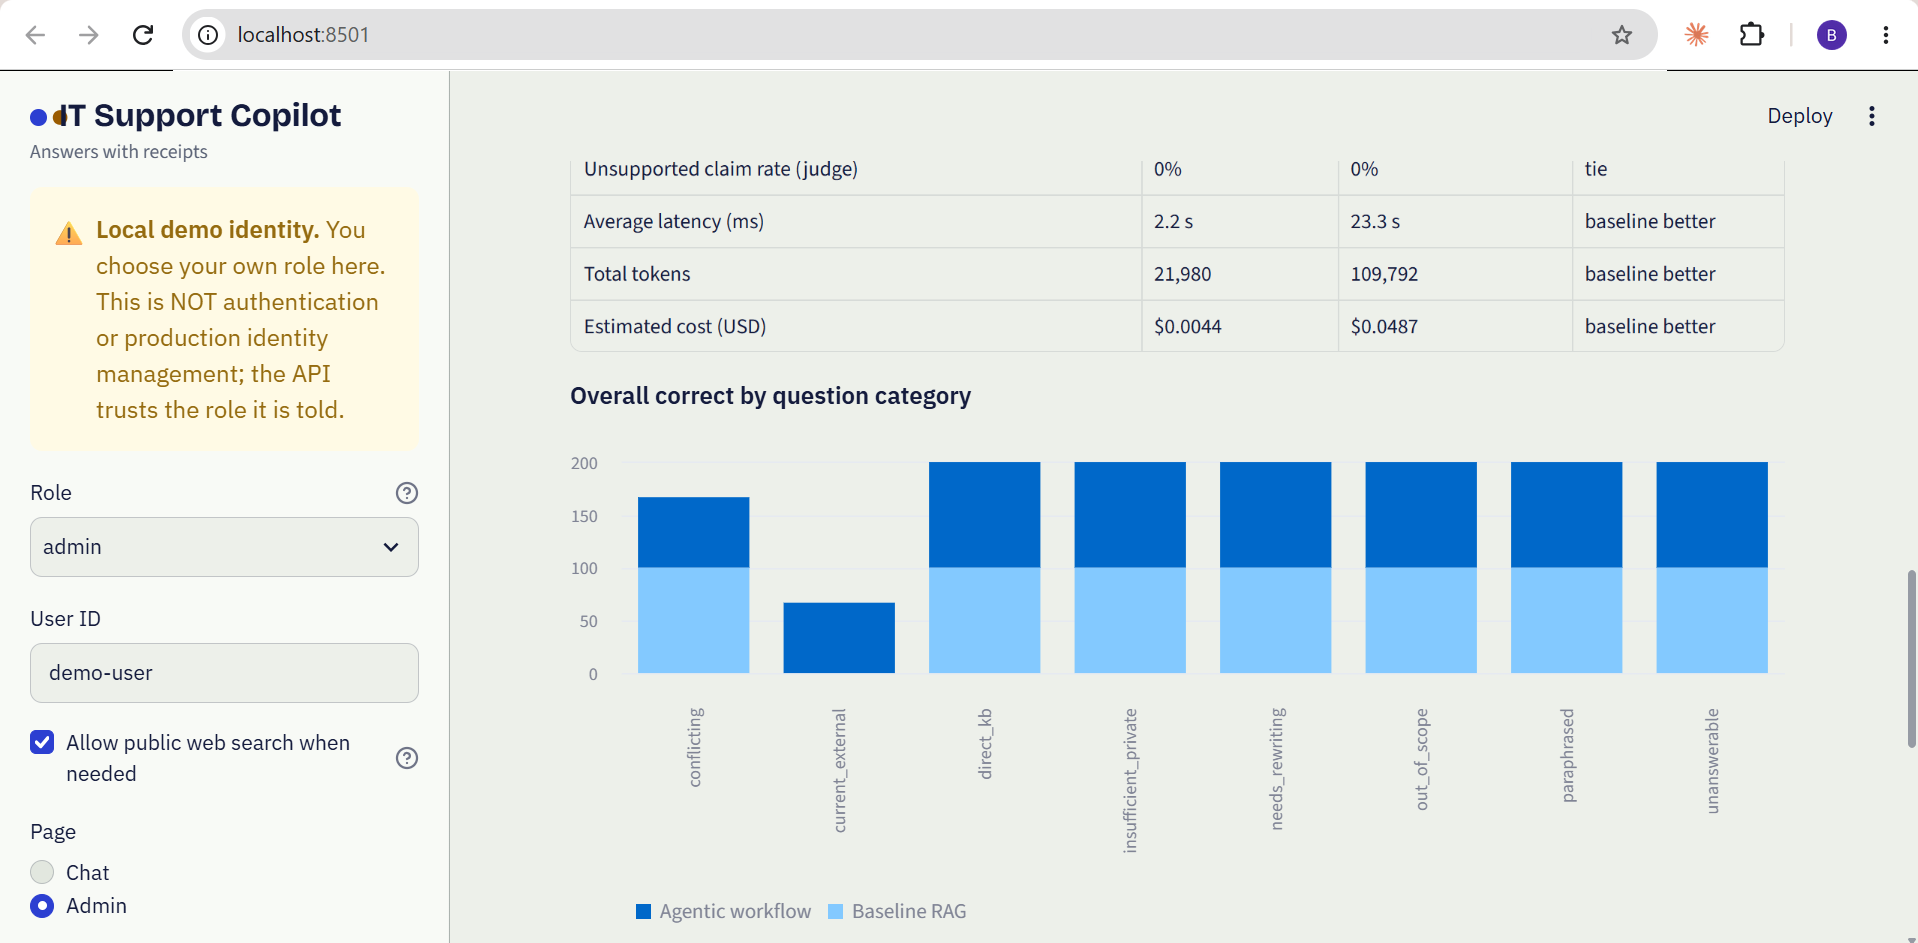 localhost:8501
B
IT Support Copilot
Answers with receipts
Local demo identity. You
choose your own role here.
This is NOT authentication
or production identity
management; the API
trusts the role it is told.
Role
admin
User ID
demo-user
Allow public web search when
needed
Page
Chat
Admin
Deploy
Unsupported claim rate (judge) 0% 0% tie
Average latency (ms) 2.2 s 23.3 s baseline better
Total tokens 21,980 109,792 baseline better
Estimated cost (USD) $0.0044 $0.0487 baseline better
Overall correct by question category
200
150
100
50
0
conflicting
current_external
direct_kb
insufficient_private
needs_rewriting
out_of_scope
paraphrased
unanswerable
Agentic workflow Baseline RAG